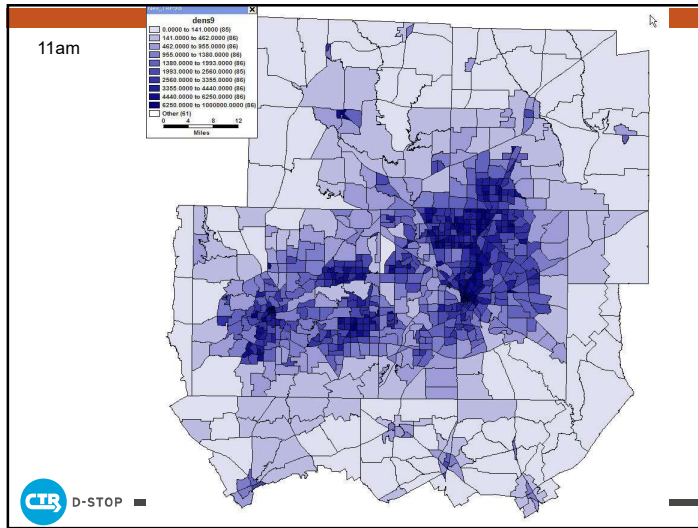 11am
dens9
0.0000 to 141.0000 (85)
141.0000 to 462.0000 (86)
462.0000 to 955.0000 (86)
955.0000 to 1380.0000 (86)
1380.0000 to 1993.0000 (86)
1993.0000 to 2560.0000 (85)
2560.0000 to 3355.0000 (86)
3355.0000 to 4440.0000 (86)
4440.0000 to 6250.0000 (86)
6250.0000 to 1000000.0000 (86)
Other (61)
0 4 8 12
Miles
CTR D-STOP